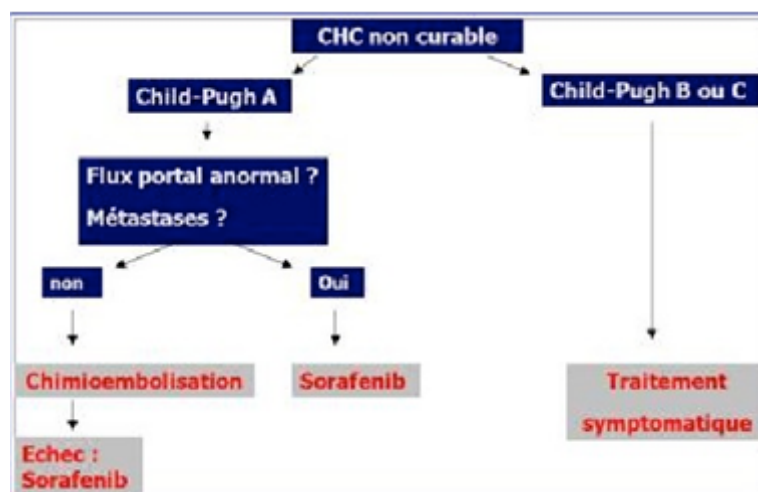 CHC non curable
Child-Pugh A
Child-Pugh B ou C
Flux portal anormal ?
Métastases ?
non
Oui
Chimioembolisation
Sorafenib
Traitement
symptomatique
Echec :
Sorafenib